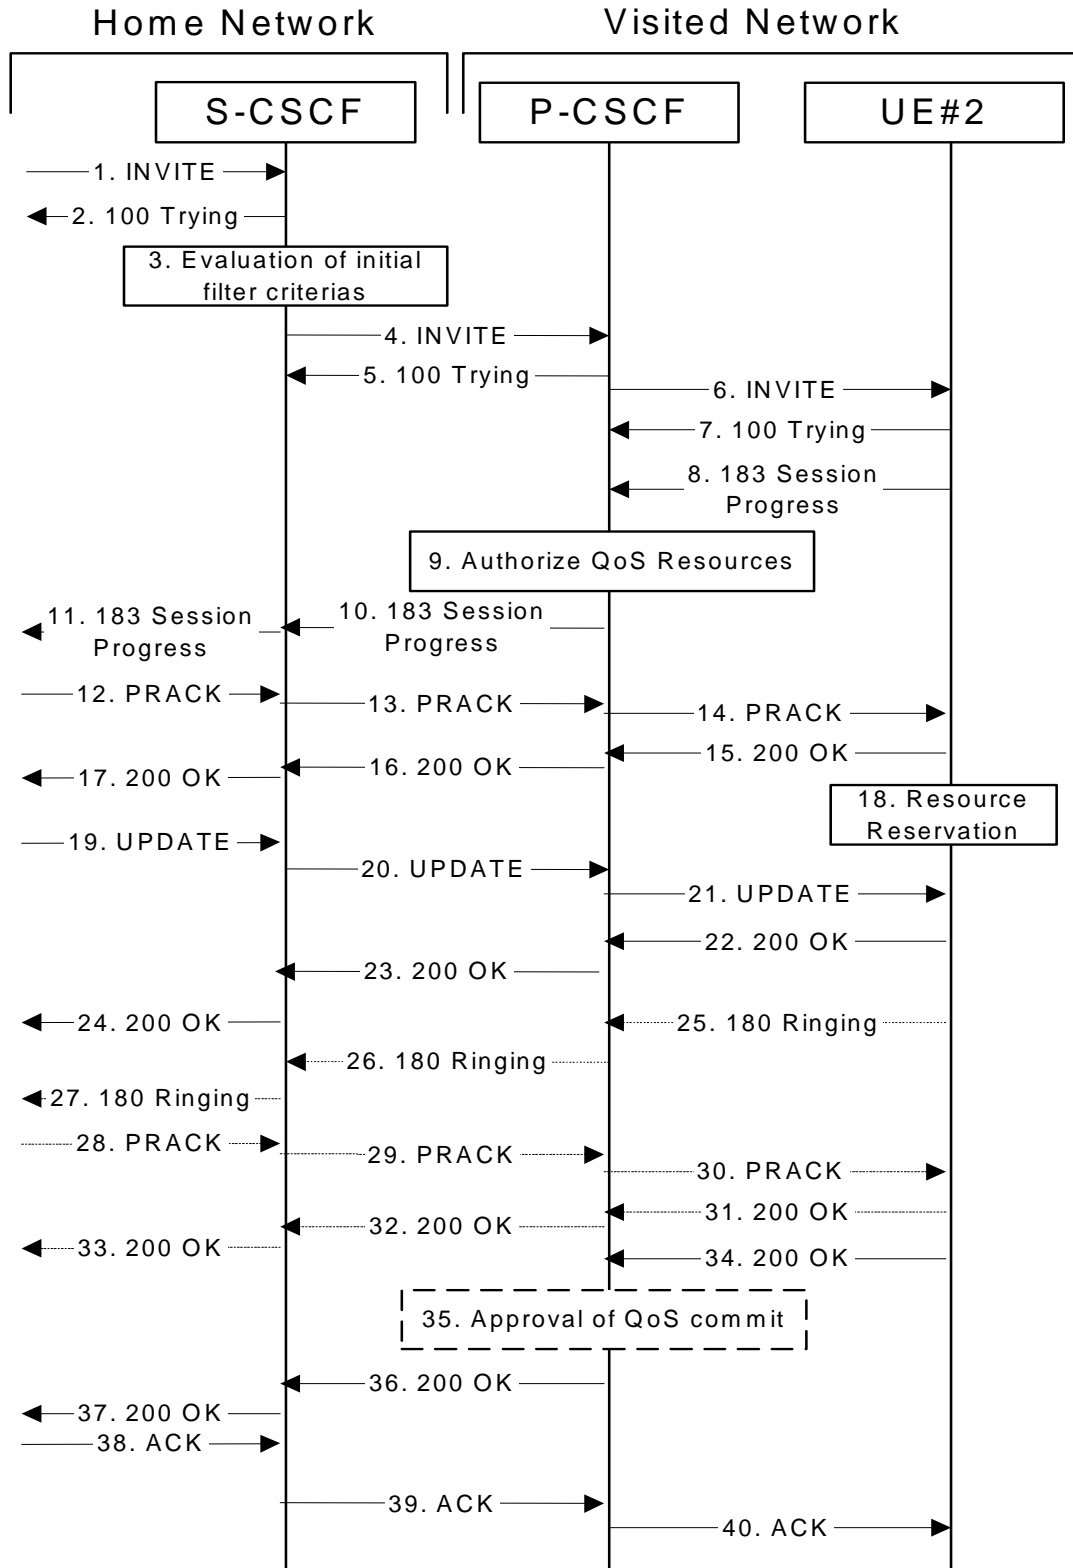 Home Network
Visited Network
S-CSCF
P-CSCF
UE#2
1. INVITE
2. 100 Trying
3. Evaluation of initial
filter criterias
4. INVITE
5. 100 Trying
6. INVITE
7. 100 Trying
8. 183 Session
Progress
9. Authorize QoS Resources
10. 183 Session
Progress
11. 183 Session
Progress
12. PRACK
13. PRACK
14. PRACK
15. 200 OK
16. 200 OK
17. 200 OK
18. Resource
Reservation
19. UPDATE
20. UPDATE
21. UPDATE
22. 200 OK
23. 200 OK
24. 200 OK
25. 180 Ringing
26. 180 Ringing
27. 180 Ringing
28. PRACK
29. PRACK
30. PRACK
31. 200 OK
32. 200 OK
33. 200 OK
34. 200 OK
35. Approval of QoS commit
36. 200 OK
37. 200 OK
38. ACK
39. ACK
40. ACK